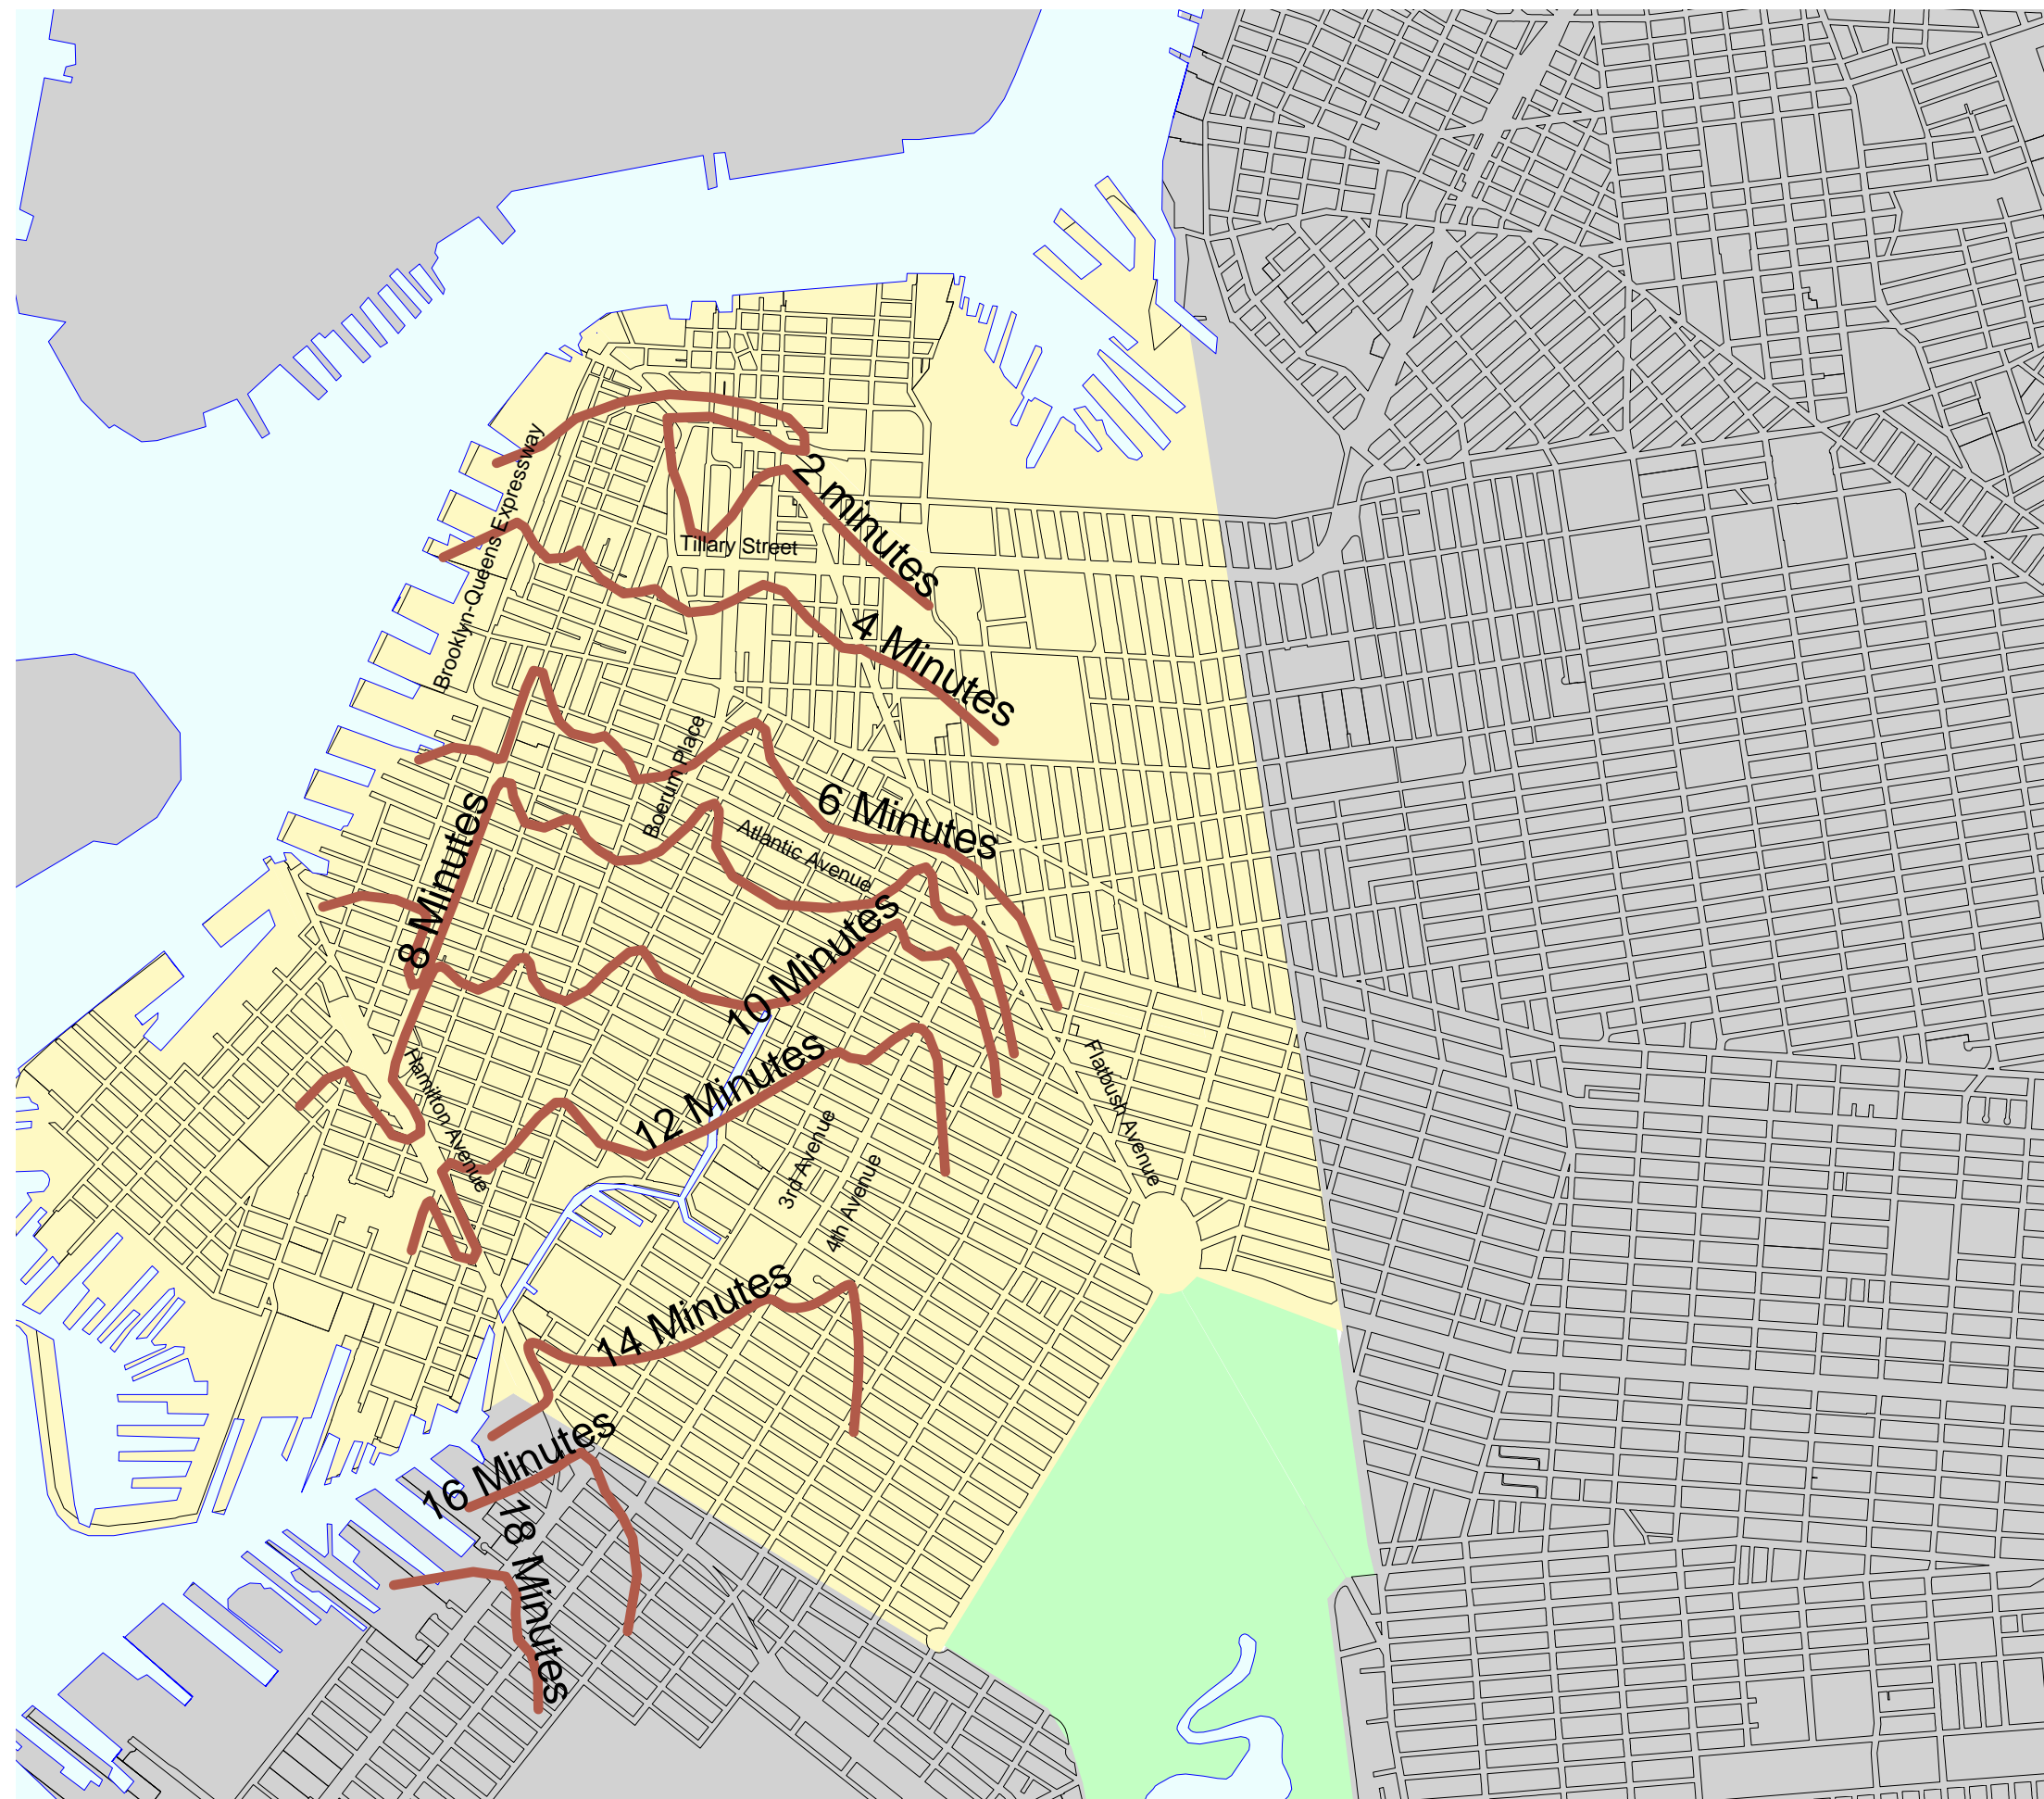 Brooklyn-Queens Expressway
2 minutes
Tillary Street
4 Minutes
Boerum Place
6 Minutes
Atlantic Avenue
8 Minutes
10 Minutes
12 Minutes
Hamilton Avenue
Flatbush Avenue
3rd Avenue
4th Avenue
14 Minutes
16 Minutes
18 Minutes